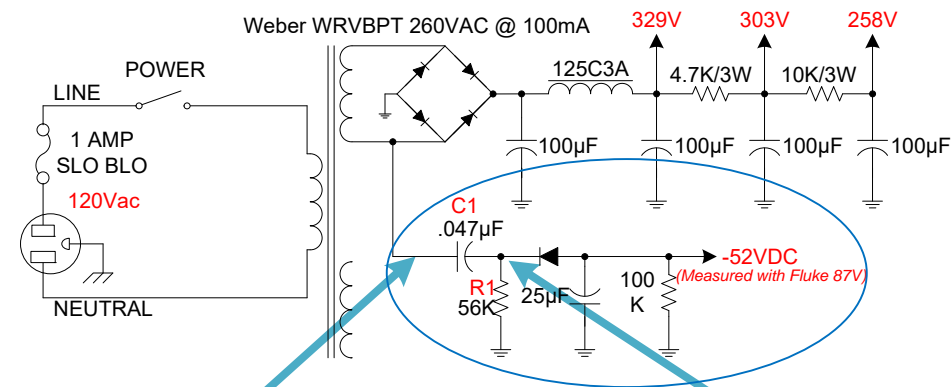 Weber WRVBPT 260VAC @ 100mA
329V
303V
258V
POWER
LINE
125C3A
4.7K/3W
10K/3W
1 AMP
SLO BLO
100µF
100µF
100µF
100µF
120Vac
C1
.047µF
-52VDC
(Measured with Fluke 87V)
R1
56K
25µF
100
K
NEUTRAL